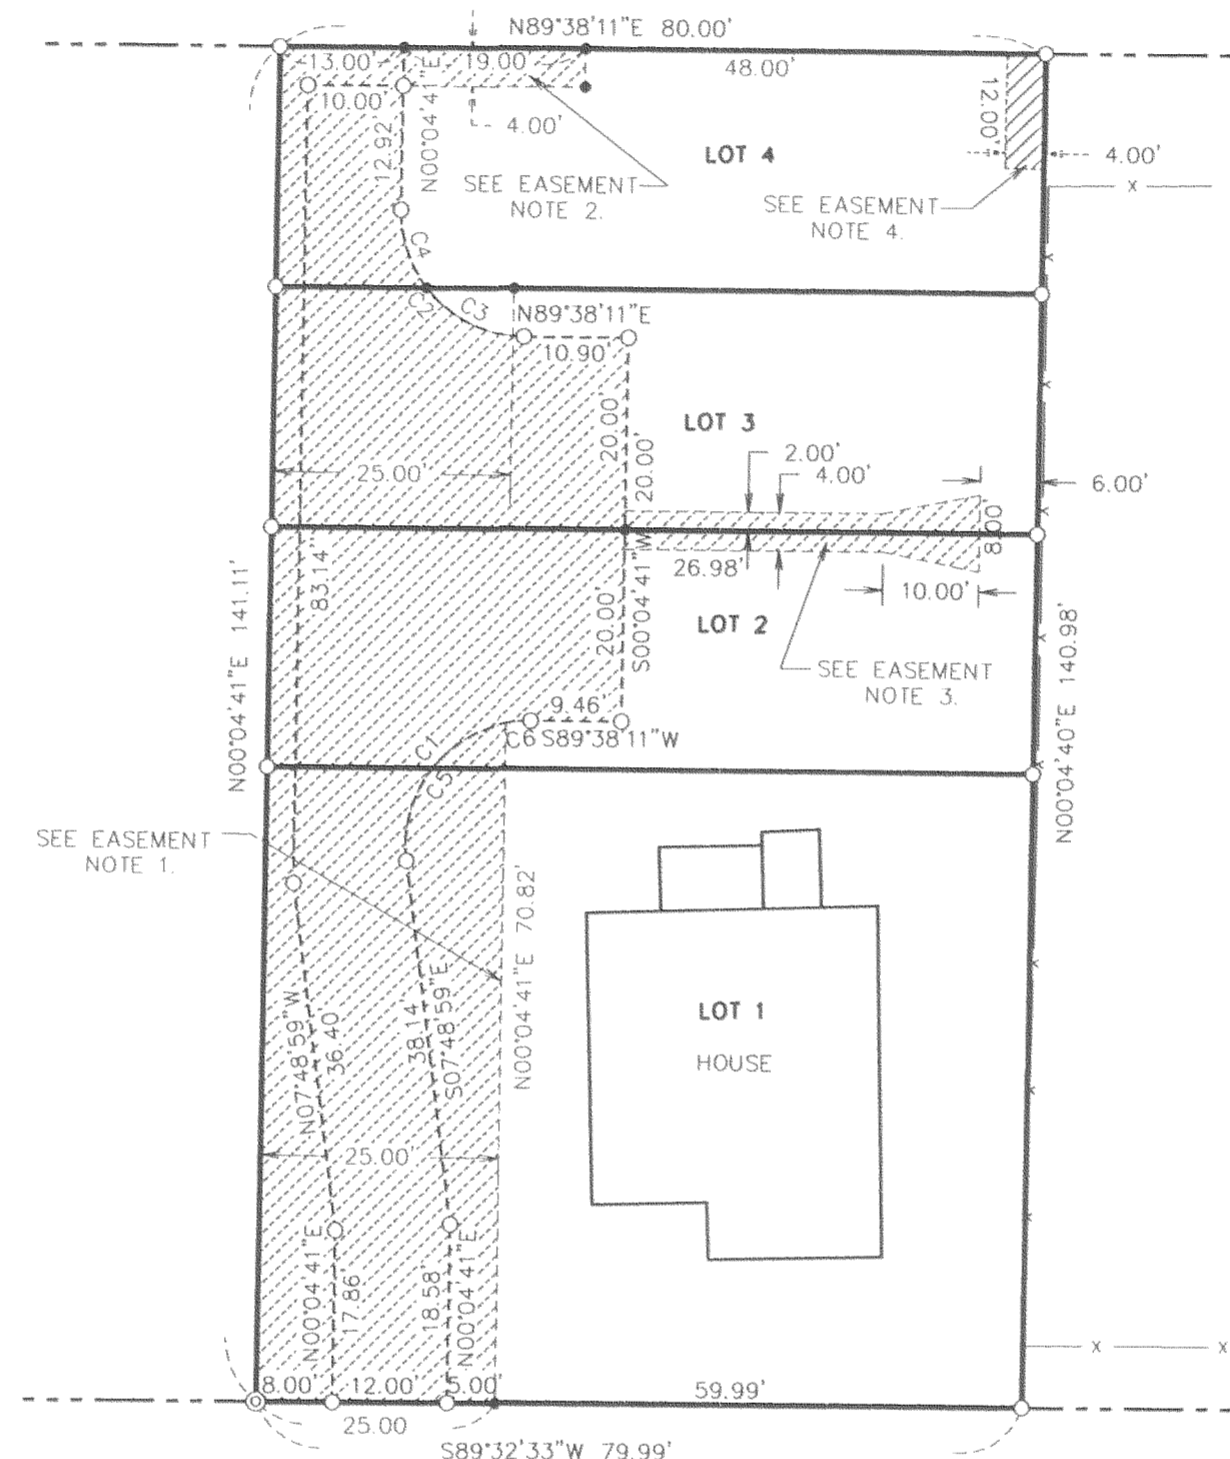 N89°38'11"E 80.00'
13.00'
19.00'
48.00'
10.00'
4.00'
12.92'
N00°04'41"E
12.00'
LOT 4
4.00'
x
SEE EASEMENT
NOTE 2.
SEE EASEMENT
NOTE 4.
C4
C2
C3
N89°38'11"E
10.90'
LOT 3
20.00'
20.00'
2.00'
4.00'
25.00'
6.00'
8.00
26.98'
10.00'
83.14'
N00°04'41"E 141.11'
20.00'
S00°04'41"W
LOT 2
SEE EASEMENT
NOTE 3.
N00°04'40"E 140.98'
9.46'
C1
C6 S89°38'11"W
C5
SEE EASEMENT
NOTE 1.
N00°04'41"E 70.82'
N07°48'59"W
36.40'
38.14'
S07°48'59"E
LOT 1
HOUSE
25.00'
N00°04'41"E
17.86'
18.58'
N00°04'41"E
x x
8.00'
12.00'
5.00'
59.99'
25.00
S89°32'33"W 79.99'